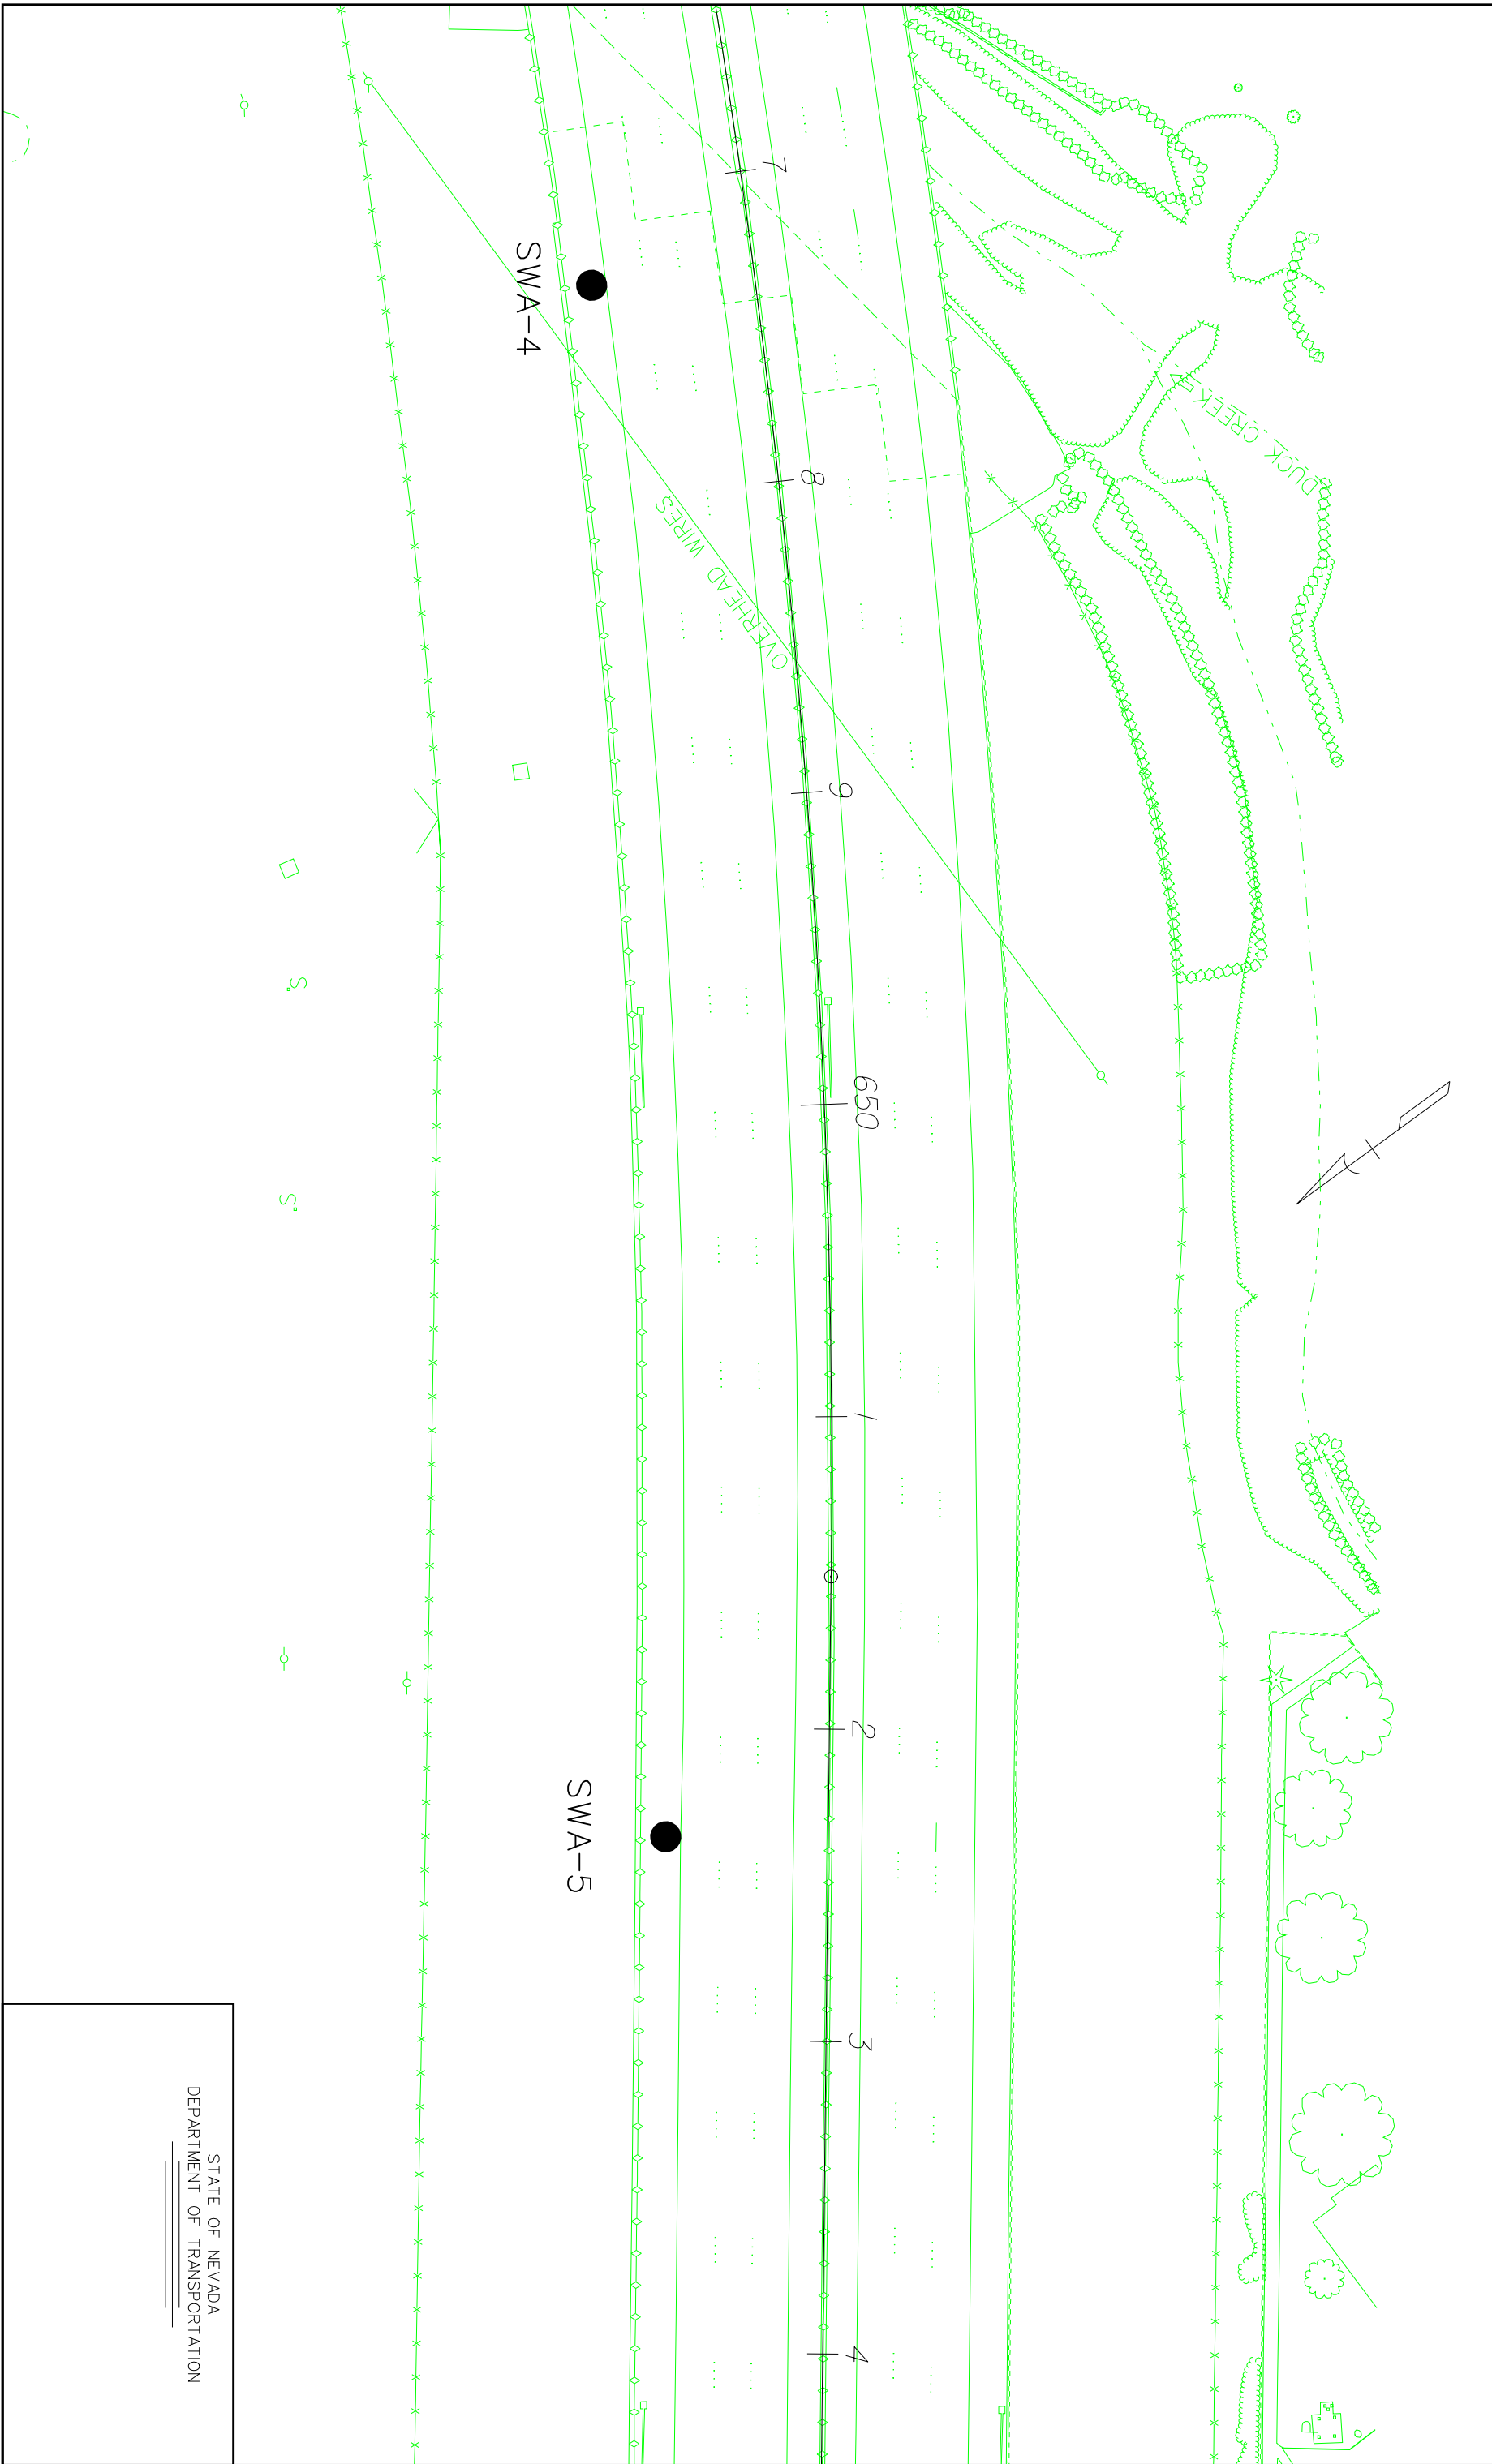 7
8
9
650
1
2
3
4
SWA-4
SWA-5
OVERHEAD WIRES
DUCK CREEK
S.
S.
D
STATE OF NEVADA
DEPARTMENT OF TRANSPORTATION